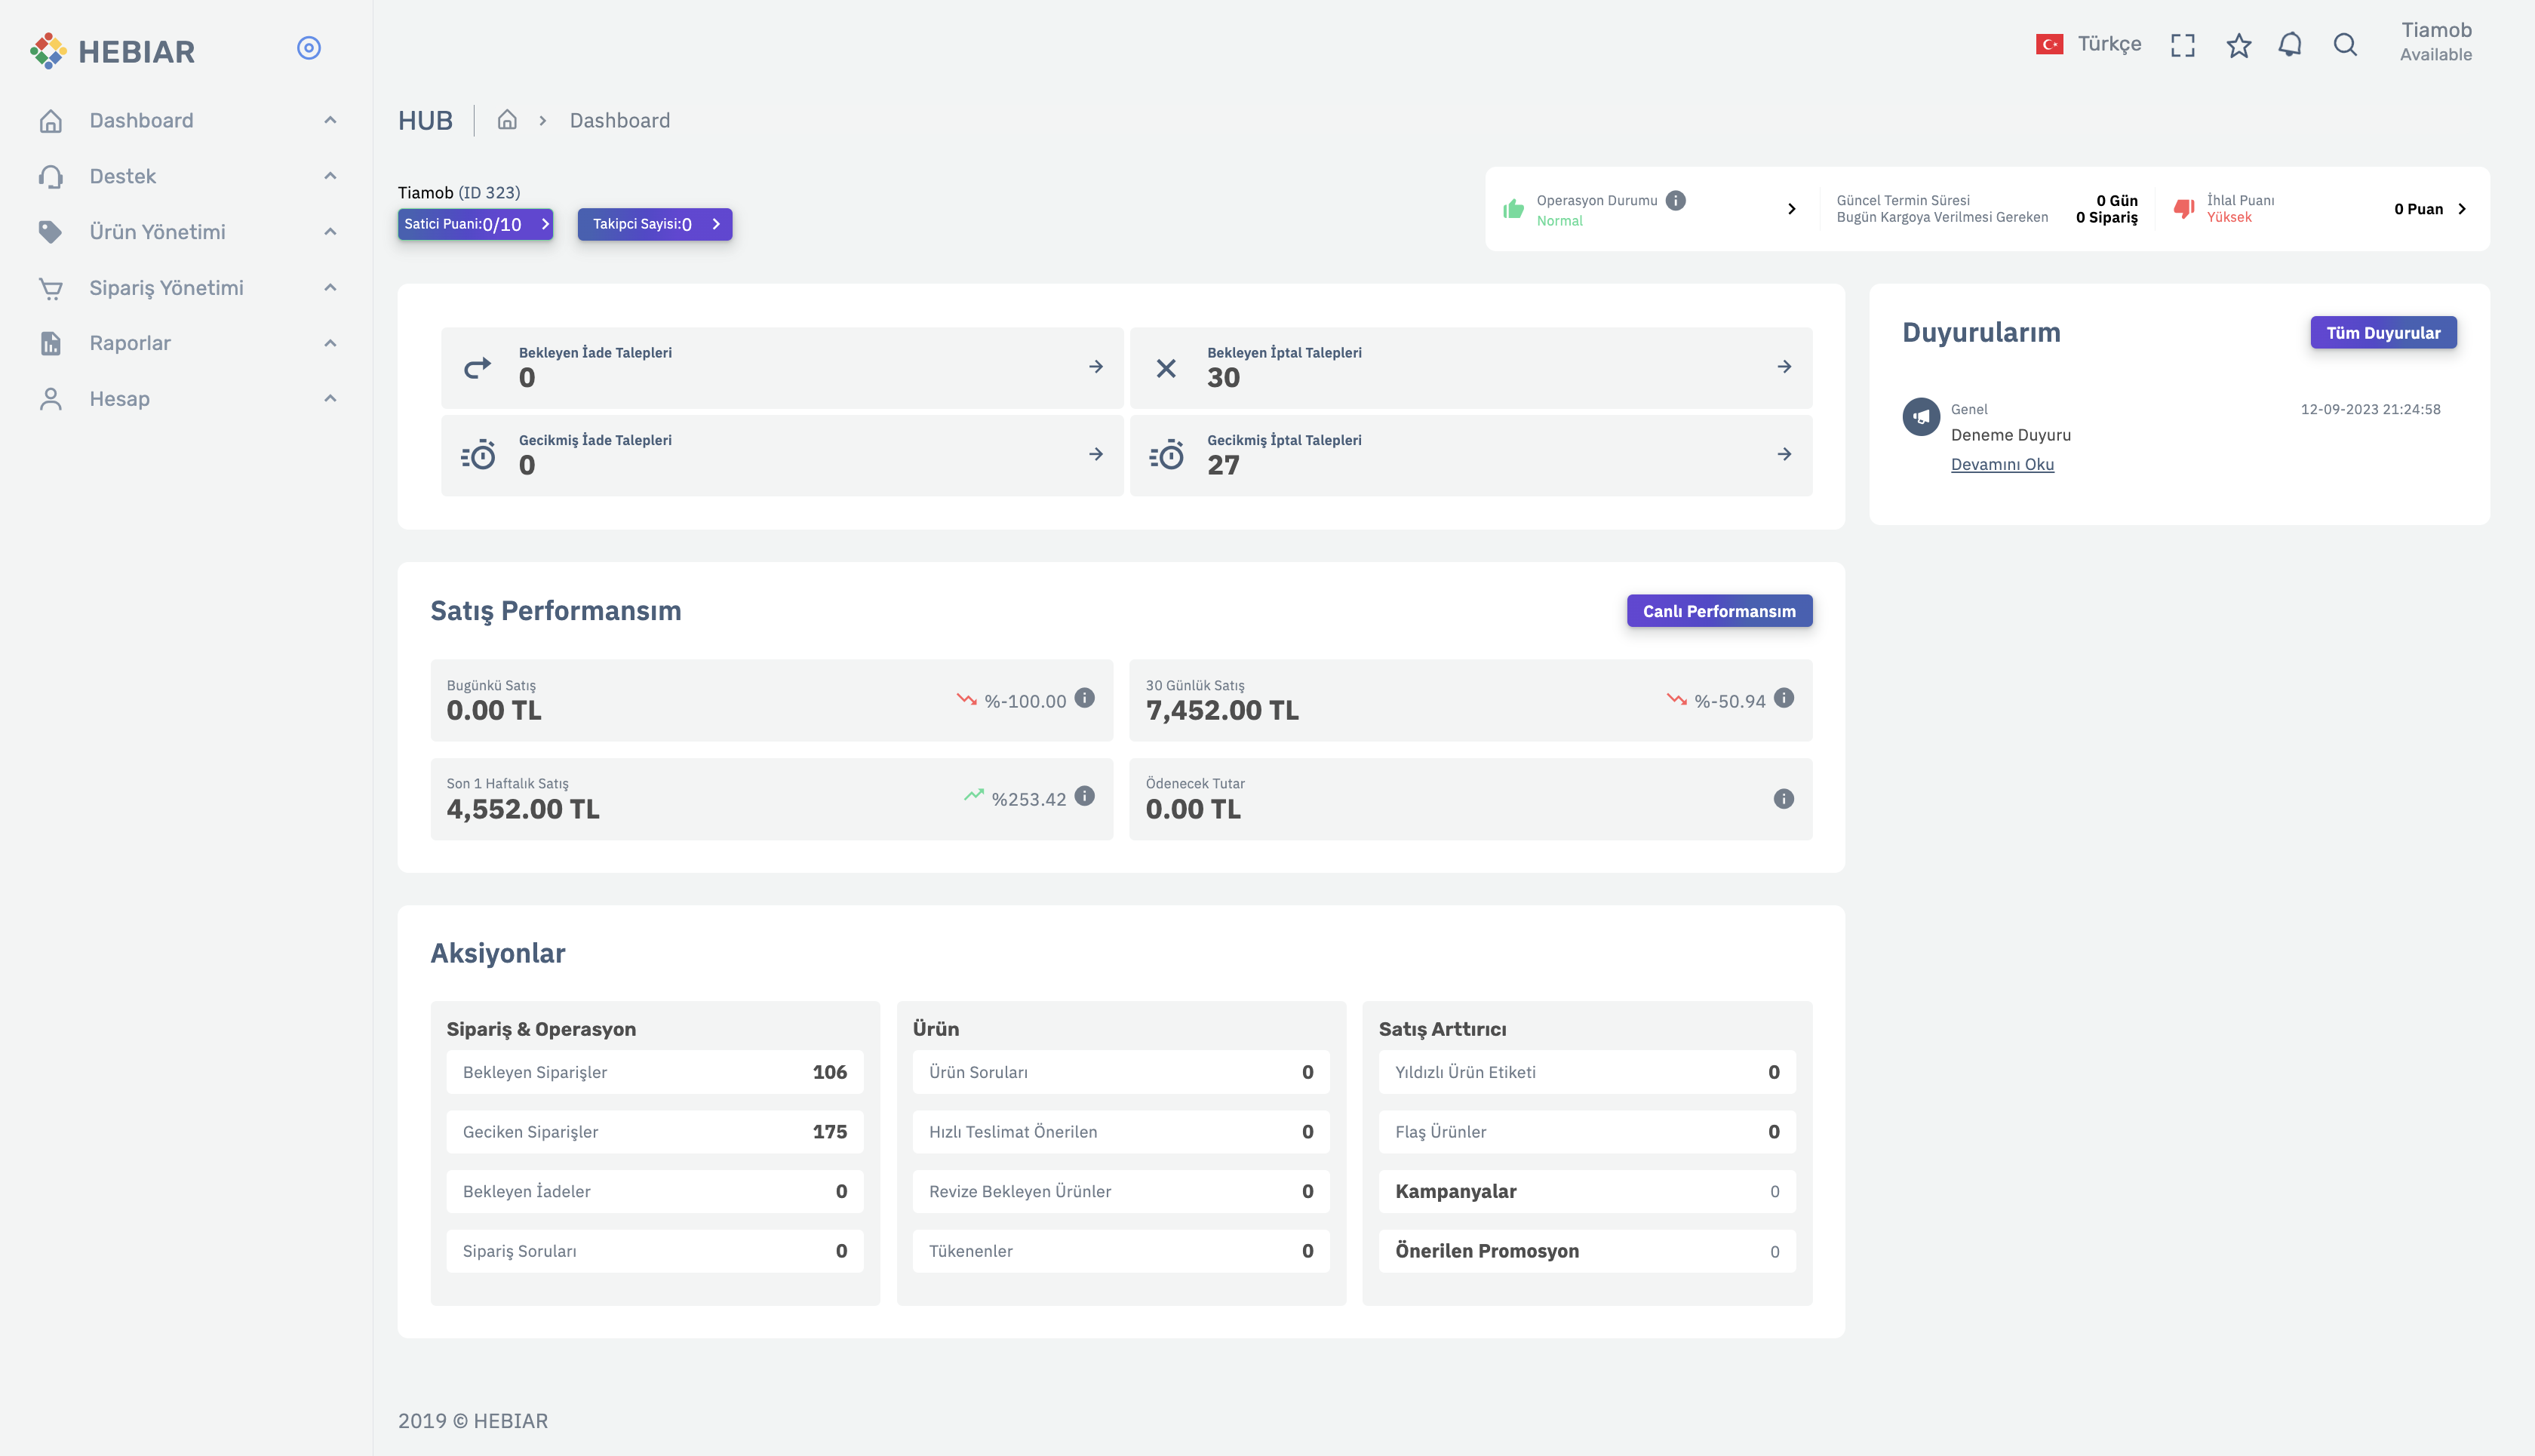 HEBIAR
Dashboard
Destek
Ürün Yönetimi
Sipariş Yönetimi
Raporlar
Hesap
Türkçe
Tiamob
Available
HUB
Dashboard
Tiamob (ID 323)
Satici Puani:0/10
Takipci Sayisi:0
Operasyon Durumu
Normal
Güncel Termin Süresi 0 Gün
Bugün Kargoya Verilmesi Gereken 0 Sipariş
İhlal Puanı
Yüksek
0 Puan
Bekleyen İade Talepleri
0
Bekleyen İptal Talepleri
30
Gecikmiş İade Talepleri
0
Gecikmiş İptal Talepleri
27
Duyurularım
Tüm Duyurular
Genel 12-09-2023 21:24:58
Deneme Duyuru
Devamını Oku
Satış Performansım
Canlı Performansım
Bugünkü Satış
0.00 TL
%-100.00
30 Günlük Satış
7,452.00 TL
%-50.94
Son 1 Haftalık Satış
4,552.00 TL
%253.42
Ödenecek Tutar
0.00 TL
Aksiyonlar
Sipariş & Operasyon
Bekleyen Siparişler 106
Geciken Siparişler 175
Bekleyen İadeler 0
Sipariş Soruları 0
Ürün
Ürün Soruları 0
Hızlı Teslimat Önerilen 0
Revize Bekleyen Ürünler 0
Tükenenler 0
Satış Arttırıcı
Yıldızlı Ürün Etiketi 0
Flaş Ürünler 0
Kampanyalar 0
Önerilen Promosyon 0
2019 © HEBIAR